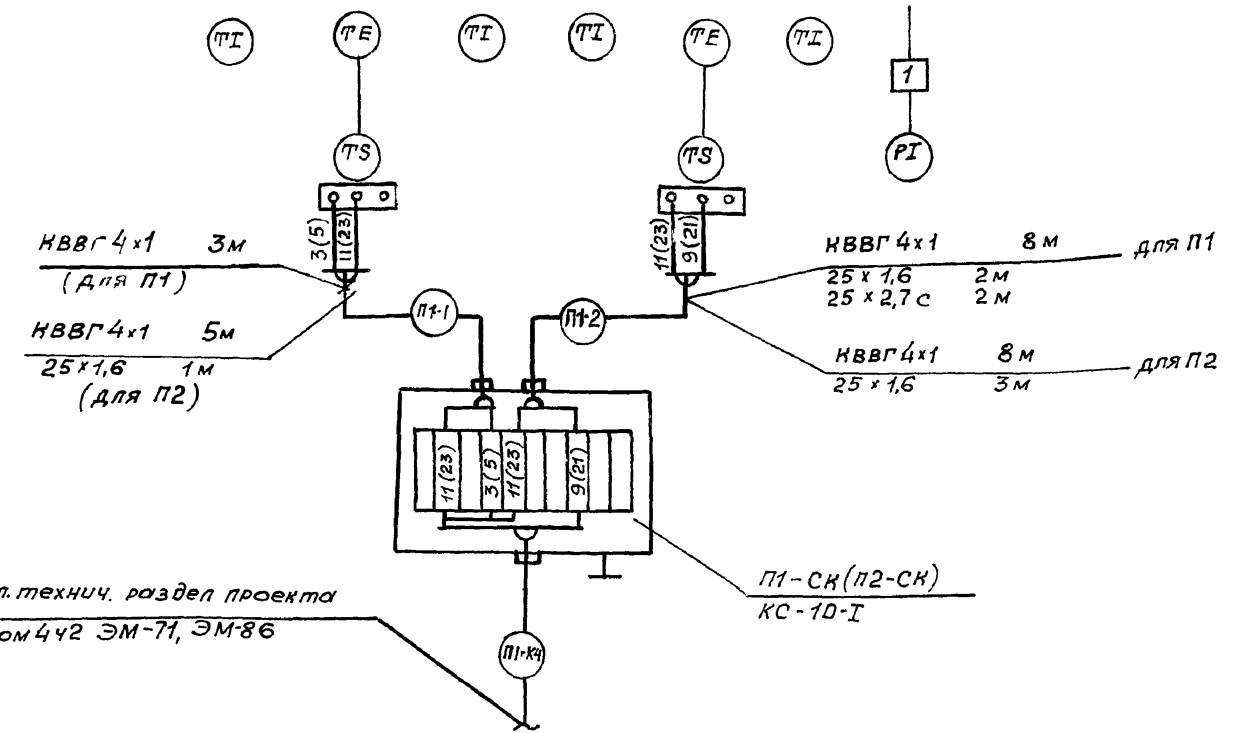 TI
TE
TI
TI
TE
TI
1
TS
TS
PI
3(5)
11(23)
11(23)
9(21)
КВВГ 4×1 3м
(для П1)
КВВГ 4×1 5м
25×1,6 1м
(для П2)
П1-1
П1-2
КВВГ 4×1 8м для П1
25×1,6 2м
25×2,7с 2м
КВВГ 4×1 8м для П2
25×1,6 3м
11(23)
3(5)
11(23)
9(21)
П1-СК(П2-СК)
КС-10-I
технич. раздел проекта
4ч2 ЭМ-71, ЭМ-86
П1-К4